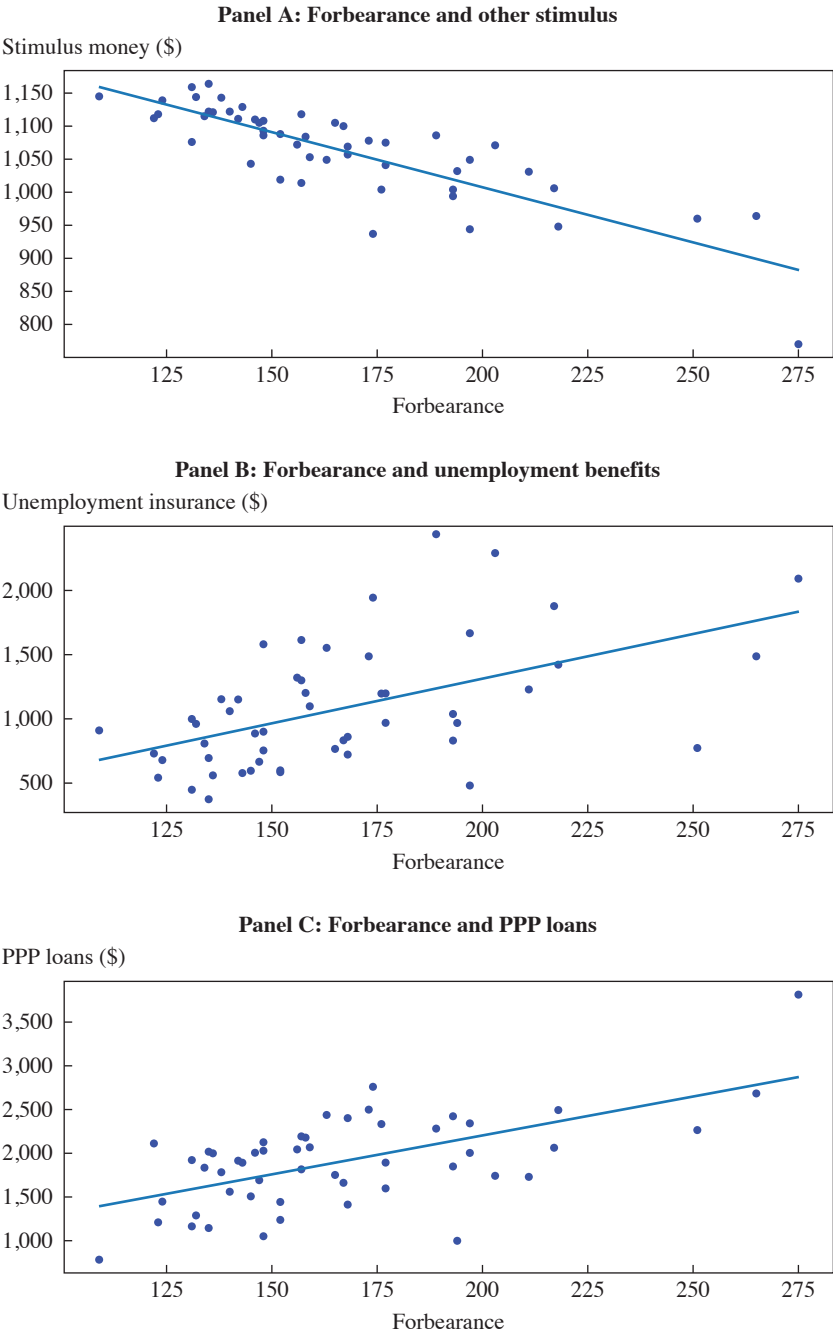 Panel A: Forbearance and other stimulus
Stimulus money ($)
1,150
1,100
1,050
1,000
950
900
850
800
125 150 175 200 225 250 275
Forbearance
Panel B: Forbearance and unemployment benefits
Unemployment insurance ($)
2,000
1,500
1,000
500
125 150 175 200 225 250 275
Forbearance
Panel C: Forbearance and PPP loans
PPP loans ($)
3,500
3,000
2,500
2,000
1,500
1,000
125 150 175 200 225 250 275
Forbearance